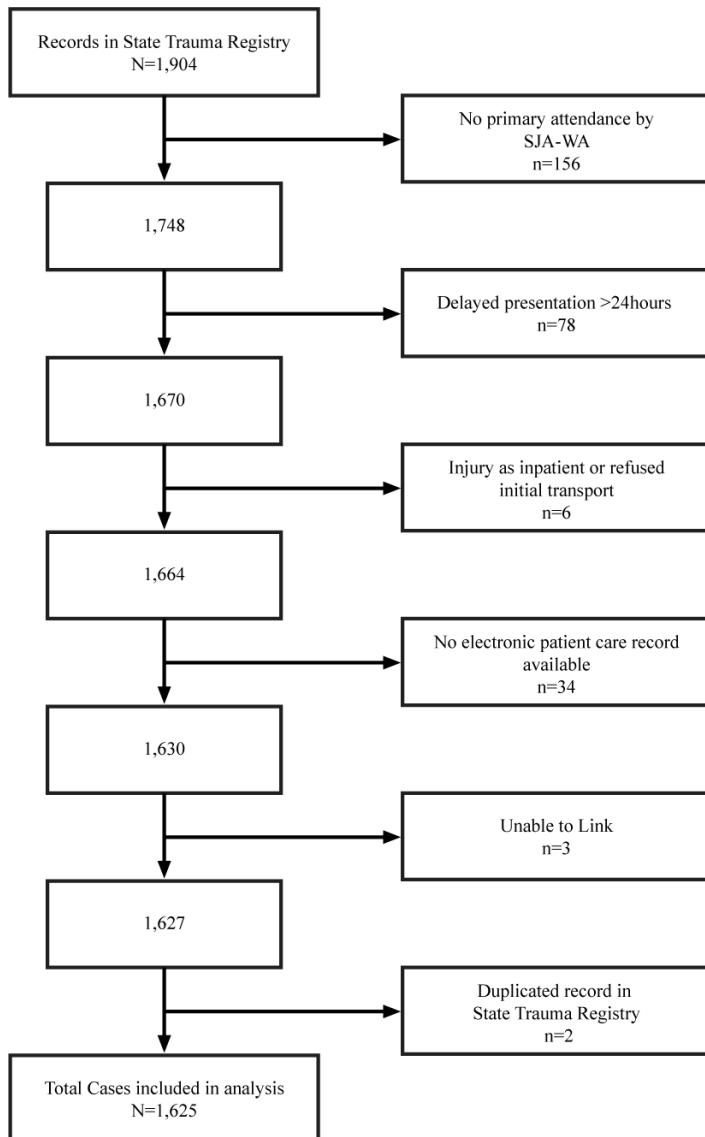 Records in State Trauma Registry
N=1,904
No primary attendance by
SJA-WA
n=156
1,748
Delayed presentation >24hours
n=78
1,670
Injury as inpatient or refused
initial transport
n=6
1,664
No electronic patient care record
available
n=34
1,630
Unable to Link
n=3
1,627
Duplicated record in
State Trauma Registry
n=2
Total Cases included in analysis
N=1,625